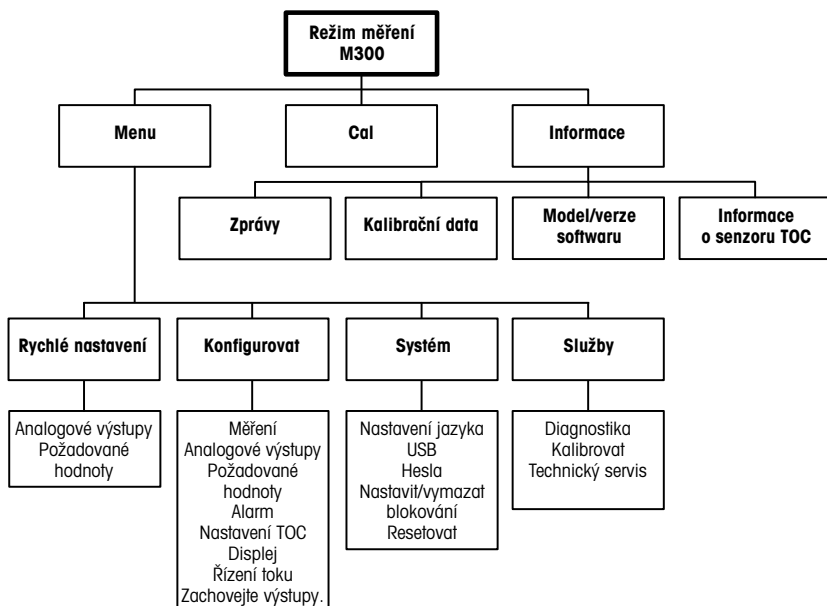 Režim měření
M300
Menu
Cal
Informace
Zprávy
Kalibrační data
Model/verze
softwaru
Informace
o senzoru TOC
Rychlé nastavení
Konfigurovat
Systém
Služby
Analogové výstupy
Požadované
hodnoty
Měření
Analogové výstupy
Požadované
hodnoty
Alarm
Nastavení TOC
Displej
Řízení toku
Zachovejte výstupy.
Nastavení jazyka
USB
Hesla
Nastavit/vymazat
blokování
Resetovat
Diagnostika
Kalibrovat
Technický servis